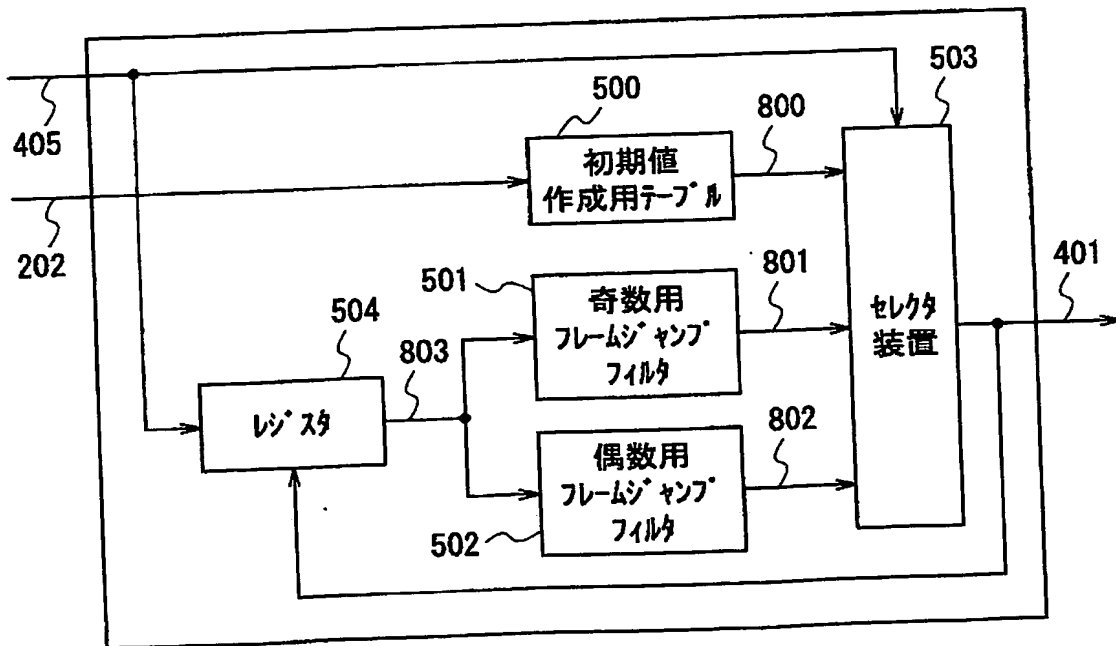 405
202
500
初期値
作成用テーブル
800
503
セレクタ
装置
401
501
奇数用
フレームジャンプ
フィルタ
801
504
レジスタ
803
偶数用
フレームジャンプ
フィルタ
502
802